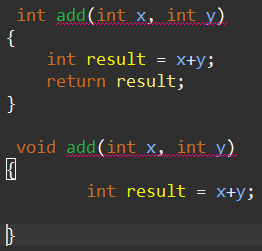 int add(int x, int y)
{
    int result = x+y;
    return result;
}

void add(int x, int y)
{
        int result = x+y;

}